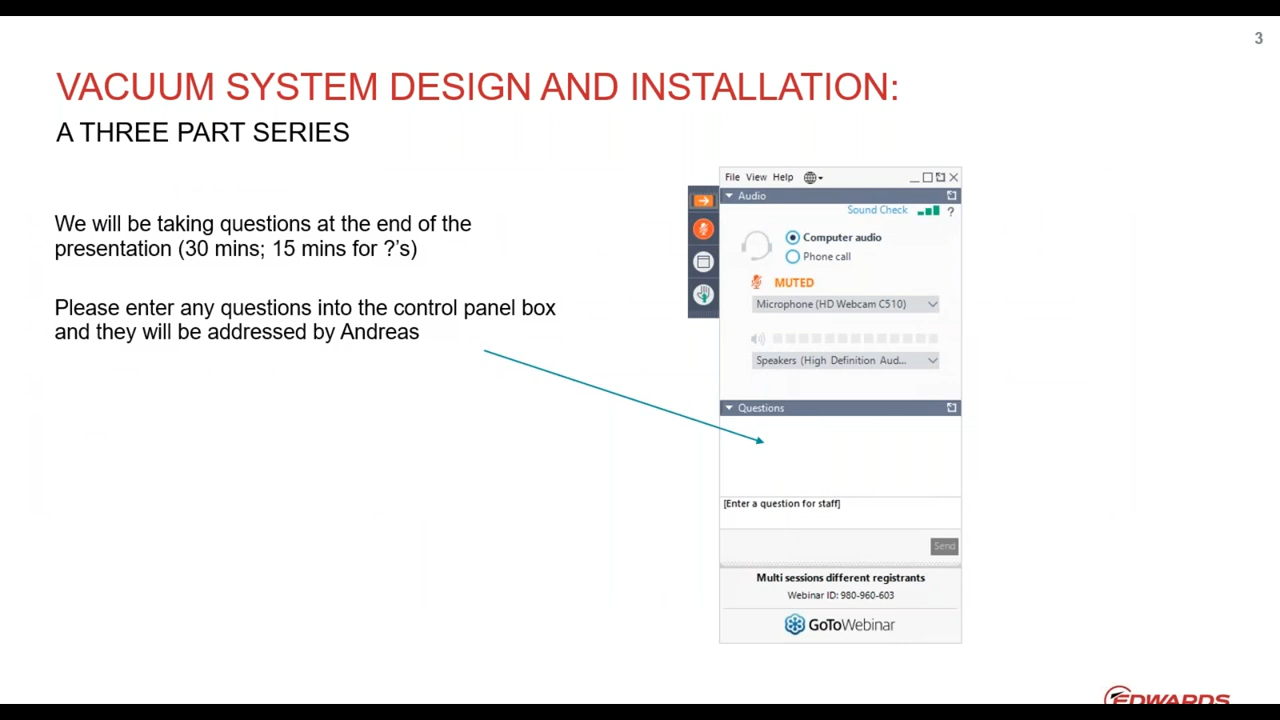 3
VACUUM SYSTEM DESIGN AND INSTALLATION:
A THREE PART SERIES
We will be taking questions at the end of the
presentation (30 mins; 15 mins for ?’s)
Please enter any questions into the control panel box
and they will be addressed by Andreas
File View Help
Audio
Sound Check ?
Computer audio
Phone call
MUTED
Microphone (HD Webcam C510)
Speakers (High Definition Aud...
Questions
[Enter a question for staff]
Send
Multi sessions different registrants
Webinar ID: 980-960-603
GoToWebinar
EDWARDS